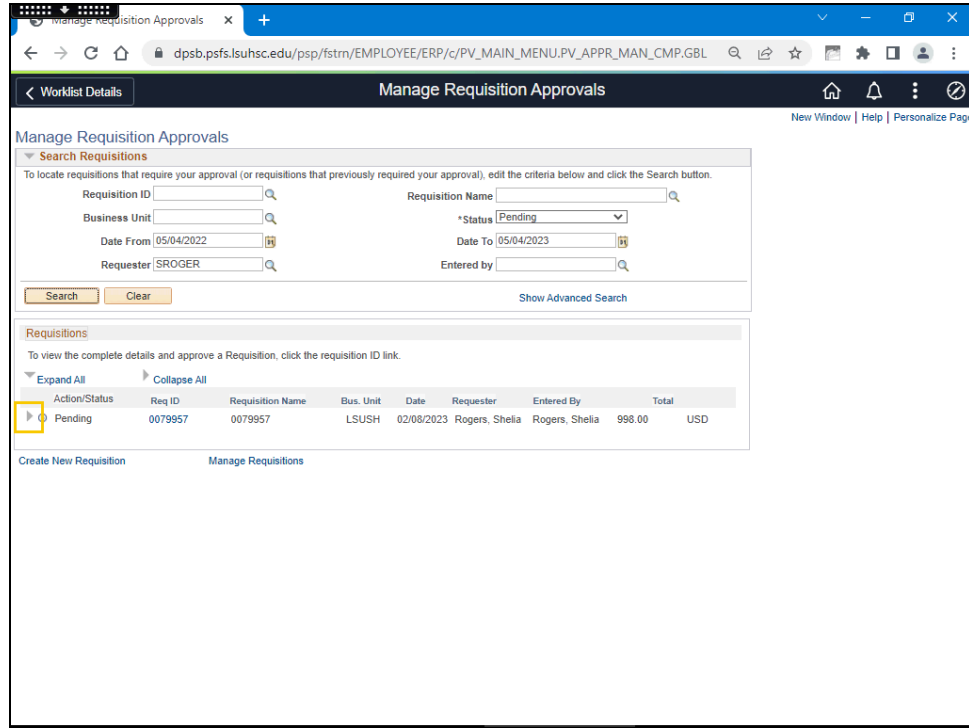 Manage Requisition Approvals
dpsb.psfs.lsuhsc.edu/psp/fstrn/EMPLOYEE/ERP/c/PV_MAIN_MENU.PV_APPR_MAN_CMP.GBL
Worklist Details Manage Requisition Approvals
New Window | Help | Personalize Page
Manage Requisition Approvals
Search Requisitions
To locate requisitions that require your approval (or requisitions that previously required your approval), edit the criteria below and click the Search button.
Requisition ID Requisition Name
Business Unit *Status Pending
Date From 05/04/2022 Date To 05/04/2023
Requester SROGER Entered by
Search Clear Show Advanced Search
Requisitions
To view the complete details and approve a Requisition, click the requisition ID link.
Expand All Collapse All
Action/Status Req ID Requisition Name Bus. Unit Date Requester Entered By Total
Pending 0079957 0079957 LSUSH 02/08/2023 Rogers, Shelia Rogers, Shelia 998.00 USD
Create New Requisition Manage Requisitions